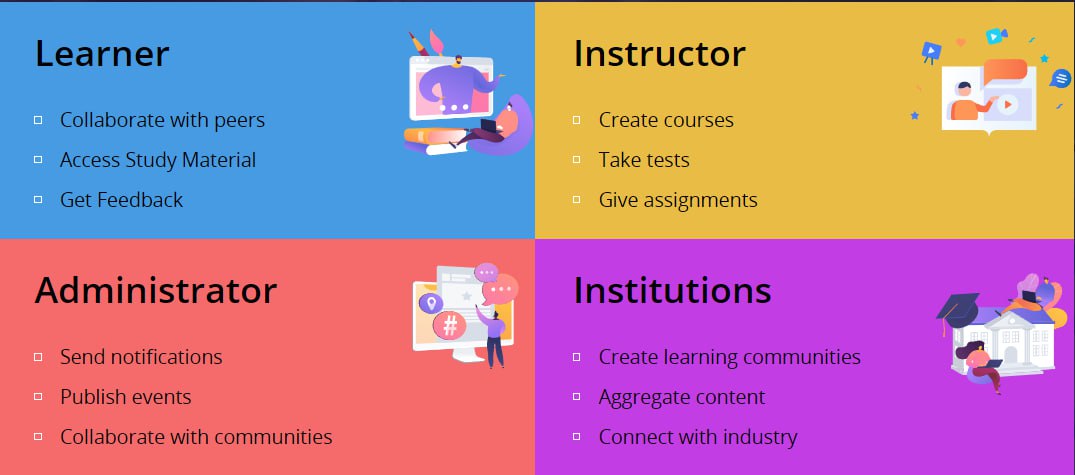 Learner
Collaborate with peers
Access Study Material
Get Feedback
Instructor
Create courses
Take tests
Give assignments
Administrator
Send notifications
Publish events
Collaborate with communities
#
Institutions
Create learning communities
Aggregate content
Connect with industry